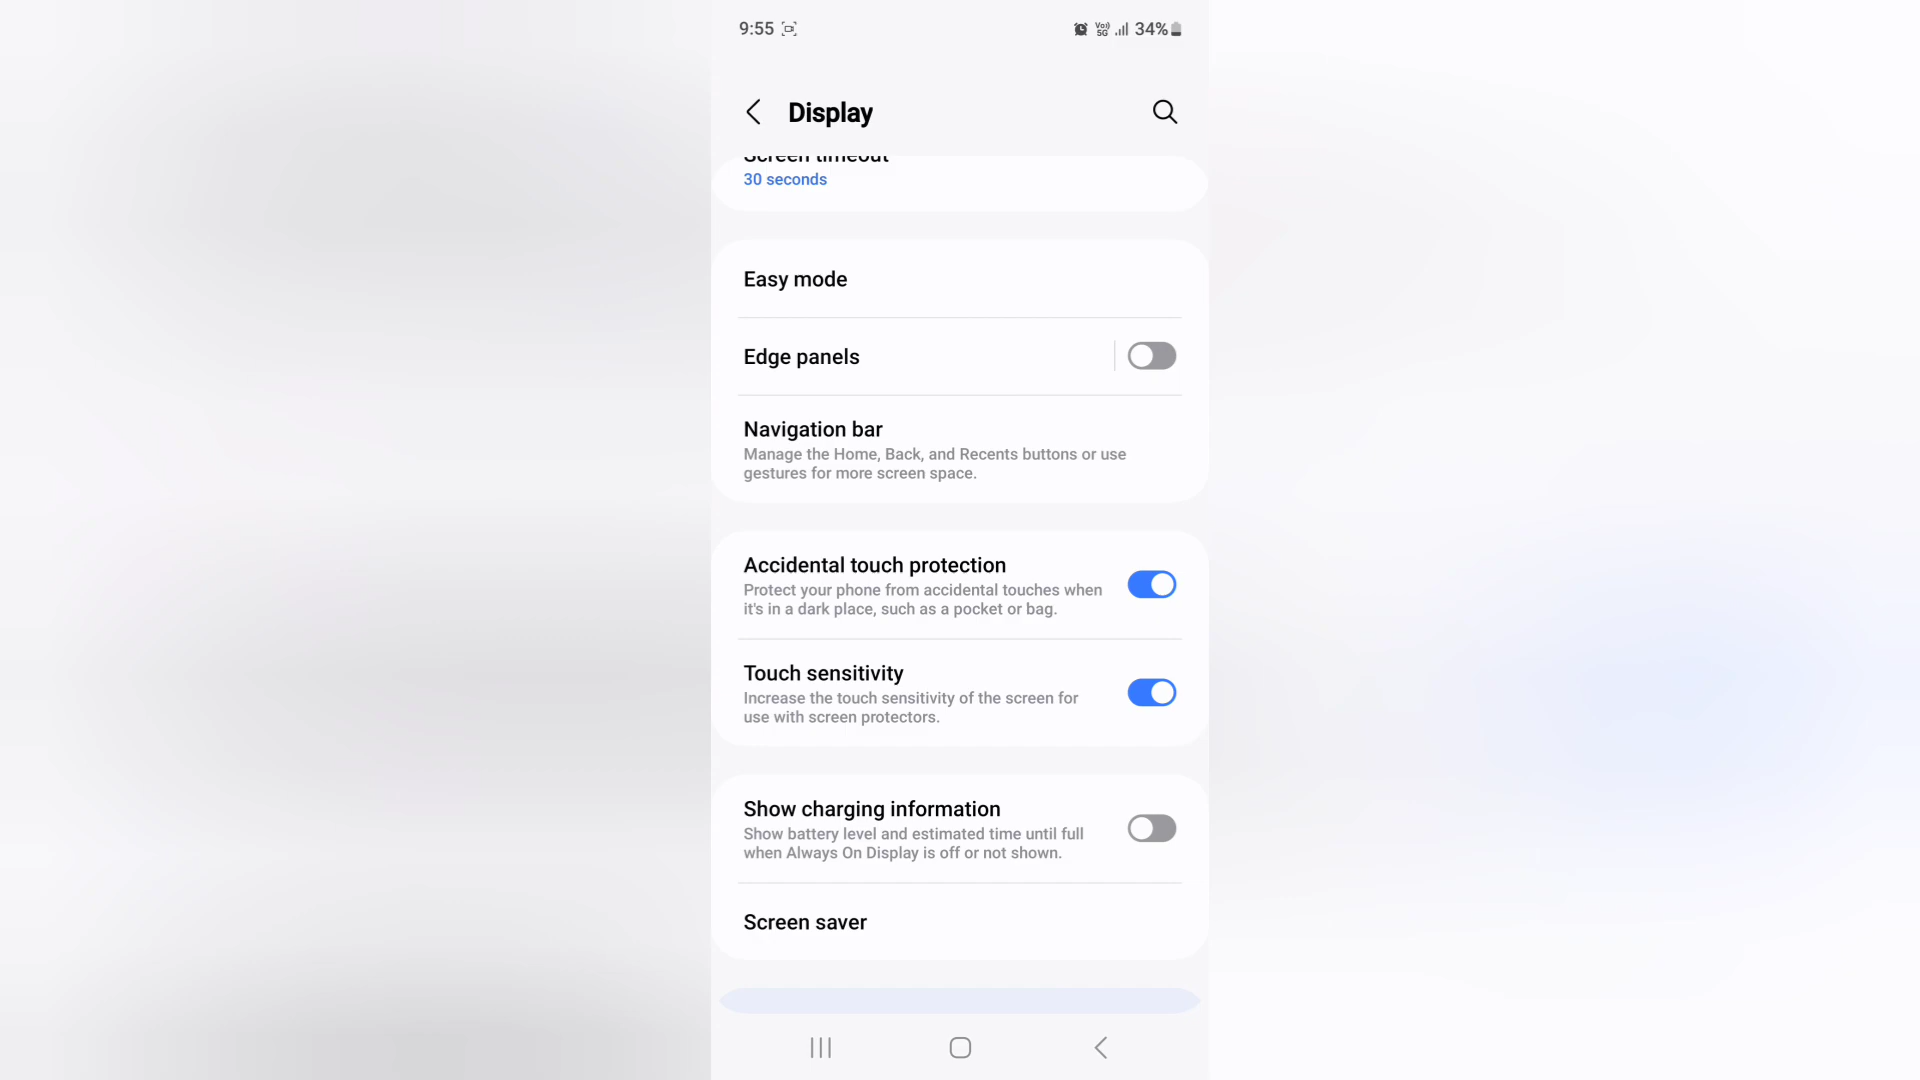 9:55
Vo)) 5G 34%
Display
Screen timeout
30 seconds
Easy mode
Edge panels
Navigation bar
Manage the Home, Back, and Recents buttons or use
gestures for more screen space.
Accidental touch protection
Protect your phone from accidental touches when
it's in a dark place, such as a pocket or bag.
Touch sensitivity
Increase the touch sensitivity of the screen for
use with screen protectors.
Show charging information
Show battery level and estimated time until full
when Always On Display is off or not shown.
Screen saver